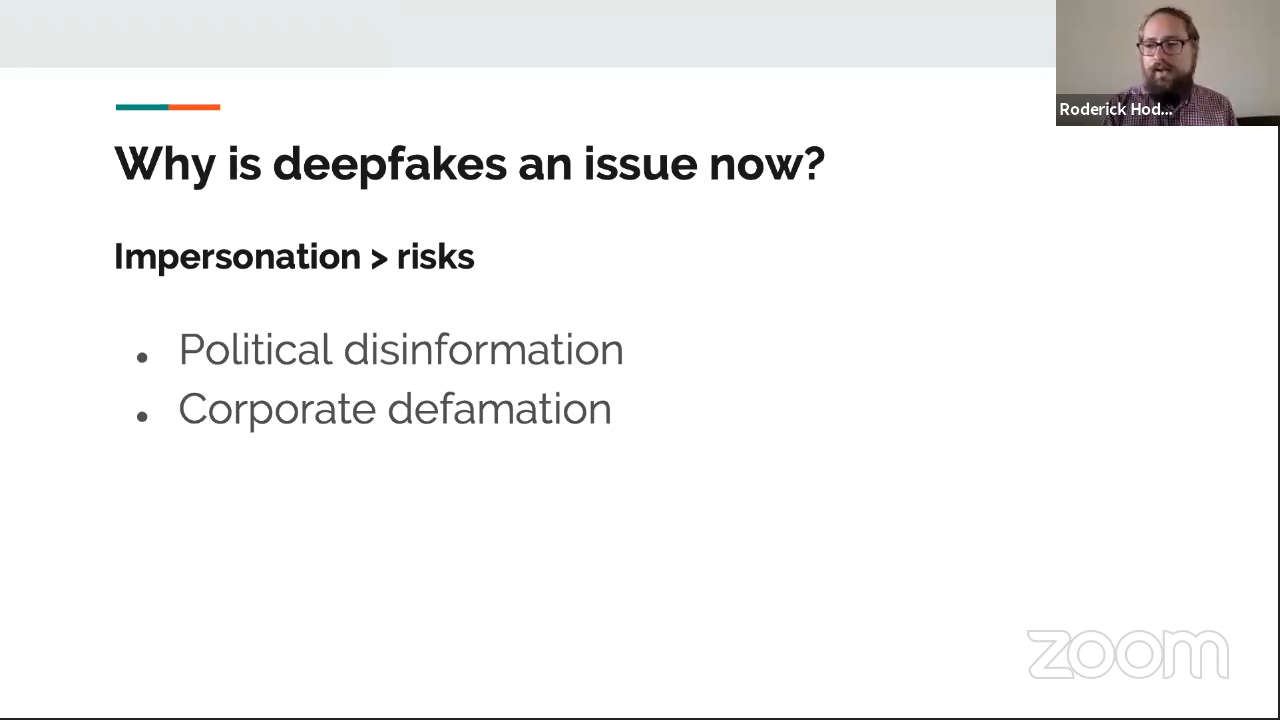 Roderick Hod...
Why is deepfakes an issue now?
Impersonation > risks
• Political disinformation
• Corporate defamation
zoom